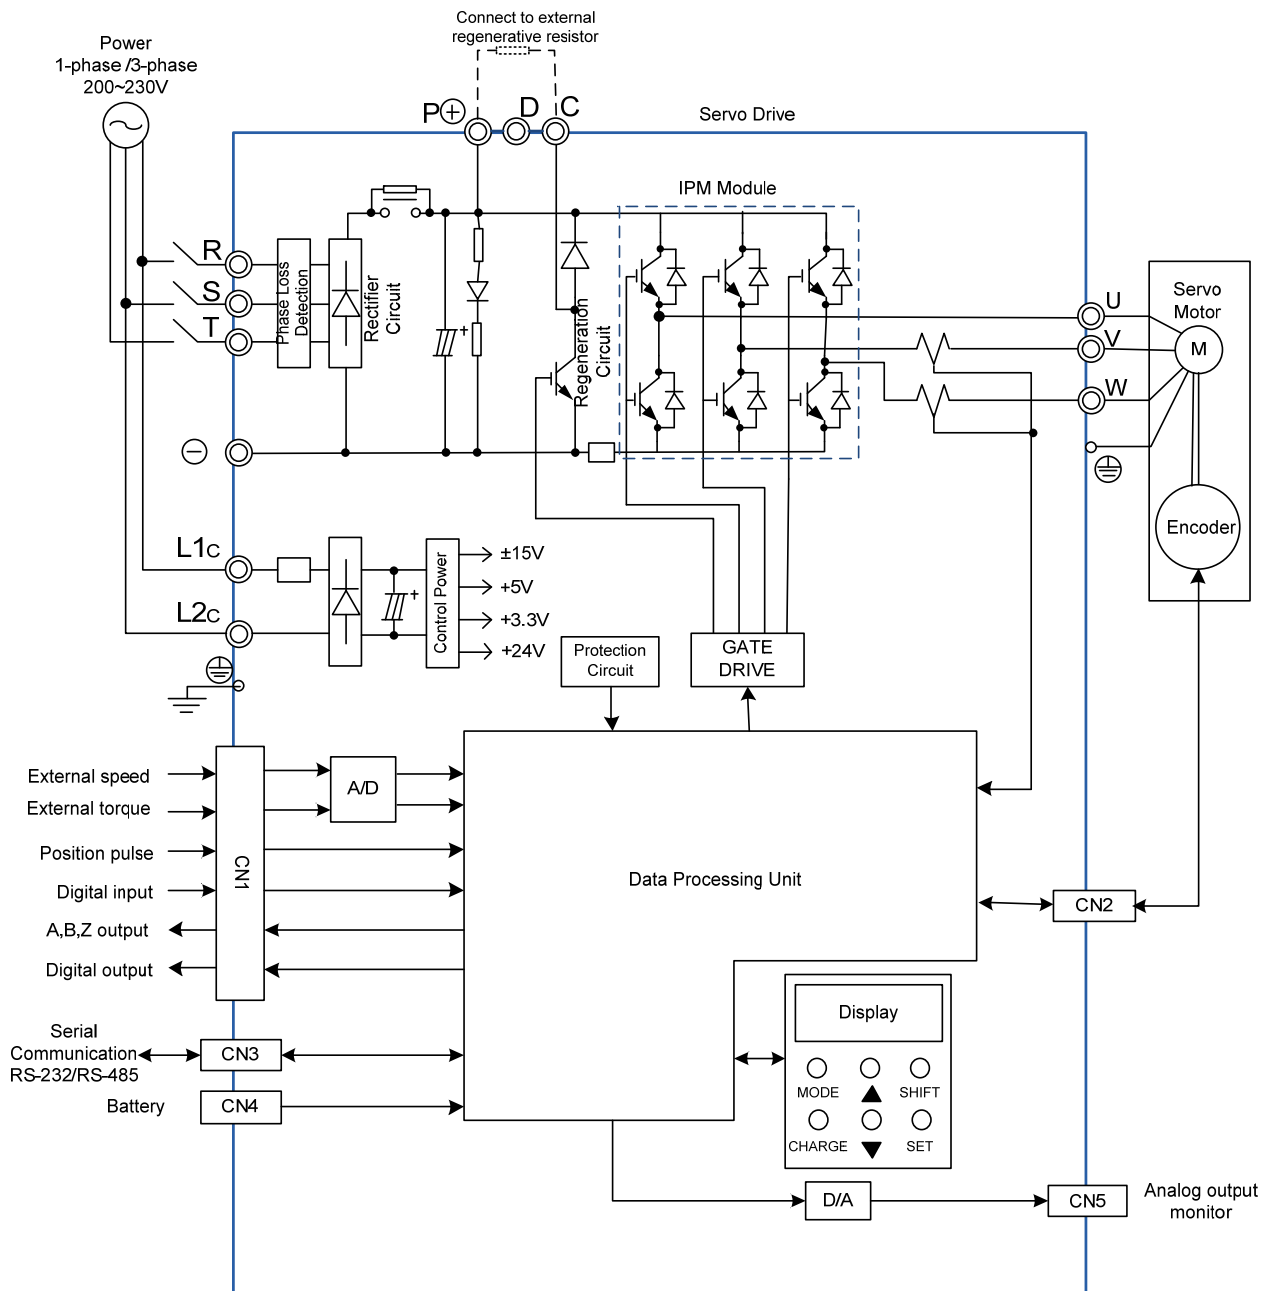 Connect to external
regenerative resistor
Power
1-phase /3-phase
200~230V
P
D
C
Servo Drive
IPM Module
R
S
T
Phase Loss
Detection
Rectifier
Circuit
Regeneration
Circuit
U
V
W
Servo
Motor
M
Encoder
L1C
L2C
Control Power
±15V
+5V
+3.3V
+24V
+
+
Protection
Circuit
GATE
DRIVE
External speed
External torque
Position pulse
Digital input
A,B,Z output
Digital output
CN1
A/D
Data Processing Unit
CN2
Serial
Communication
RS-232/RS-485
CN3
Battery
CN4
Display
MODE
SHIFT
CHARGE
SET
D/A
CN5
Analog output
monitor